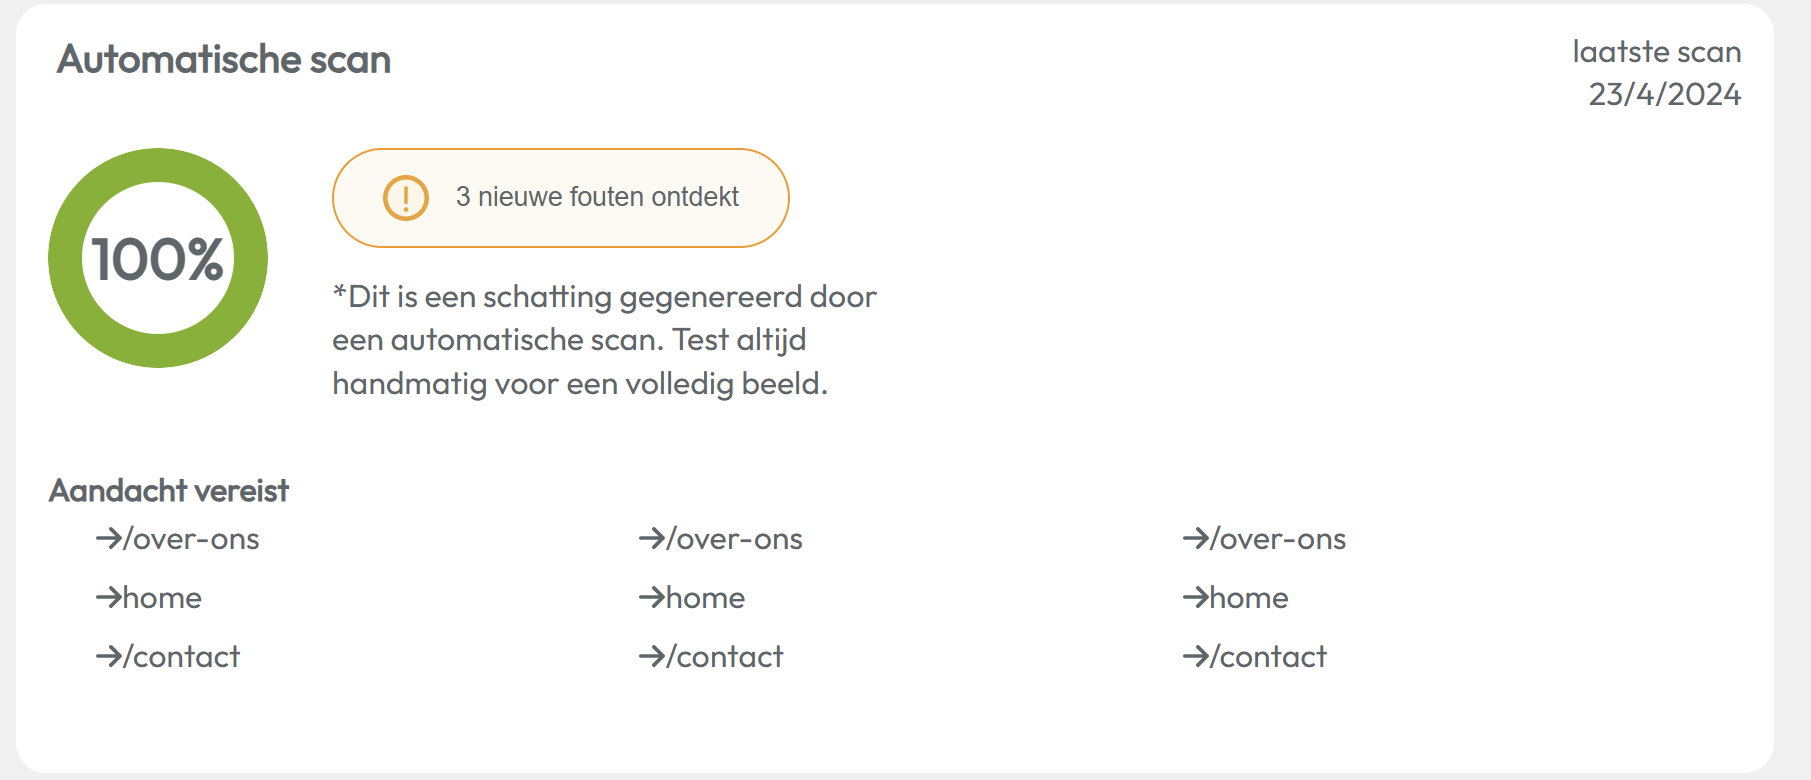 Automatische scan
laatste scan
23/4/2024
100%
3 nieuwe fouten ontdekt
*Dit is een schatting gegenereerd door
een automatische scan. Test altijd
handmatig voor een volledig beeld.
Aandacht vereist
→/over-ons →/over-ons →/over-ons
→home →home →home
→/contact →/contact →/contact